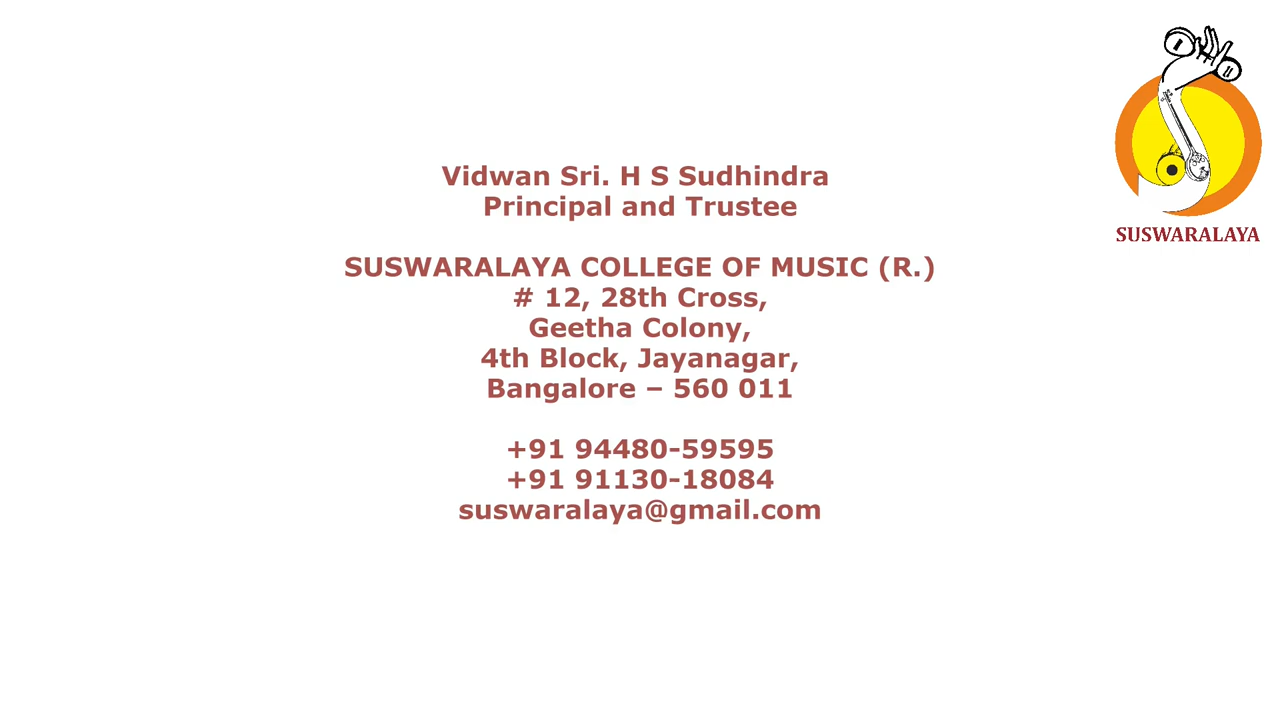 Vidwan Sri. H S Sudhindra
Principal and Trustee
SUSWARALAYA COLLEGE OF MUSIC (R.)
# 12, 28th Cross,
Geetha Colony,
4th Block, Jayanagar,
Bangalore – 560 011
+91 94480-59595
+91 91130-18084
suswaralaya@gmail.com
SUSWARALAYA